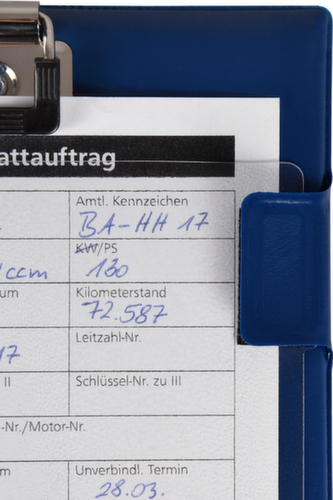 attauftrag
Amtl. Kennzeichen
BA-HH 17
KW/PS
ccm 130
um Kilometerstand
72.587
Leitzahl-Nr.
17
II Schlüssel-Nr. zu III
-Nr./Motor-Nr.
m Unverbindl. Termin
28.03.